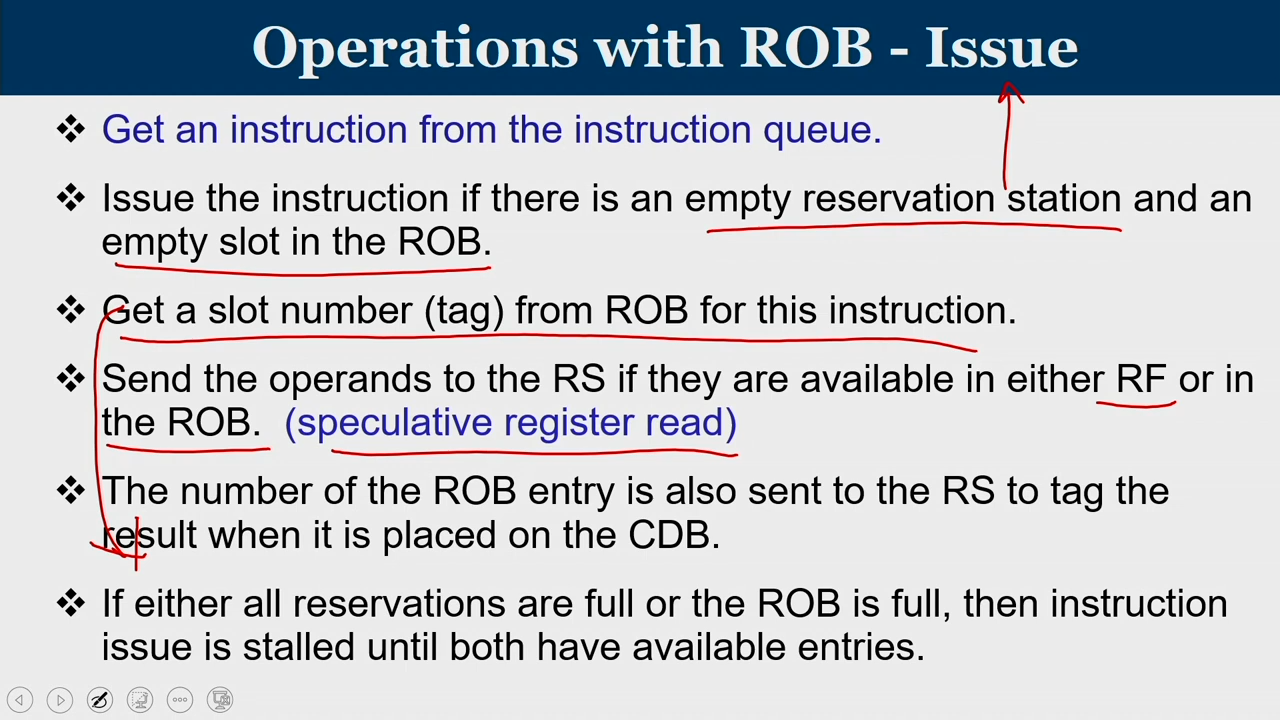 Operations with ROB - Issue
❖ Get an instruction from the instruction queue.
❖ Issue the instruction if there is an empty reservation station and an
empty slot in the ROB.
❖ Get a slot number (tag) from ROB for this instruction.
❖ Send the operands to the RS if they are available in either RF or in
the ROB. (speculative register read)
❖ The number of the ROB entry is also sent to the RS to tag the
result when it is placed on the CDB.
❖ If either all reservations are full or the ROB is full, then instruction
issue is stalled until both have available entries.